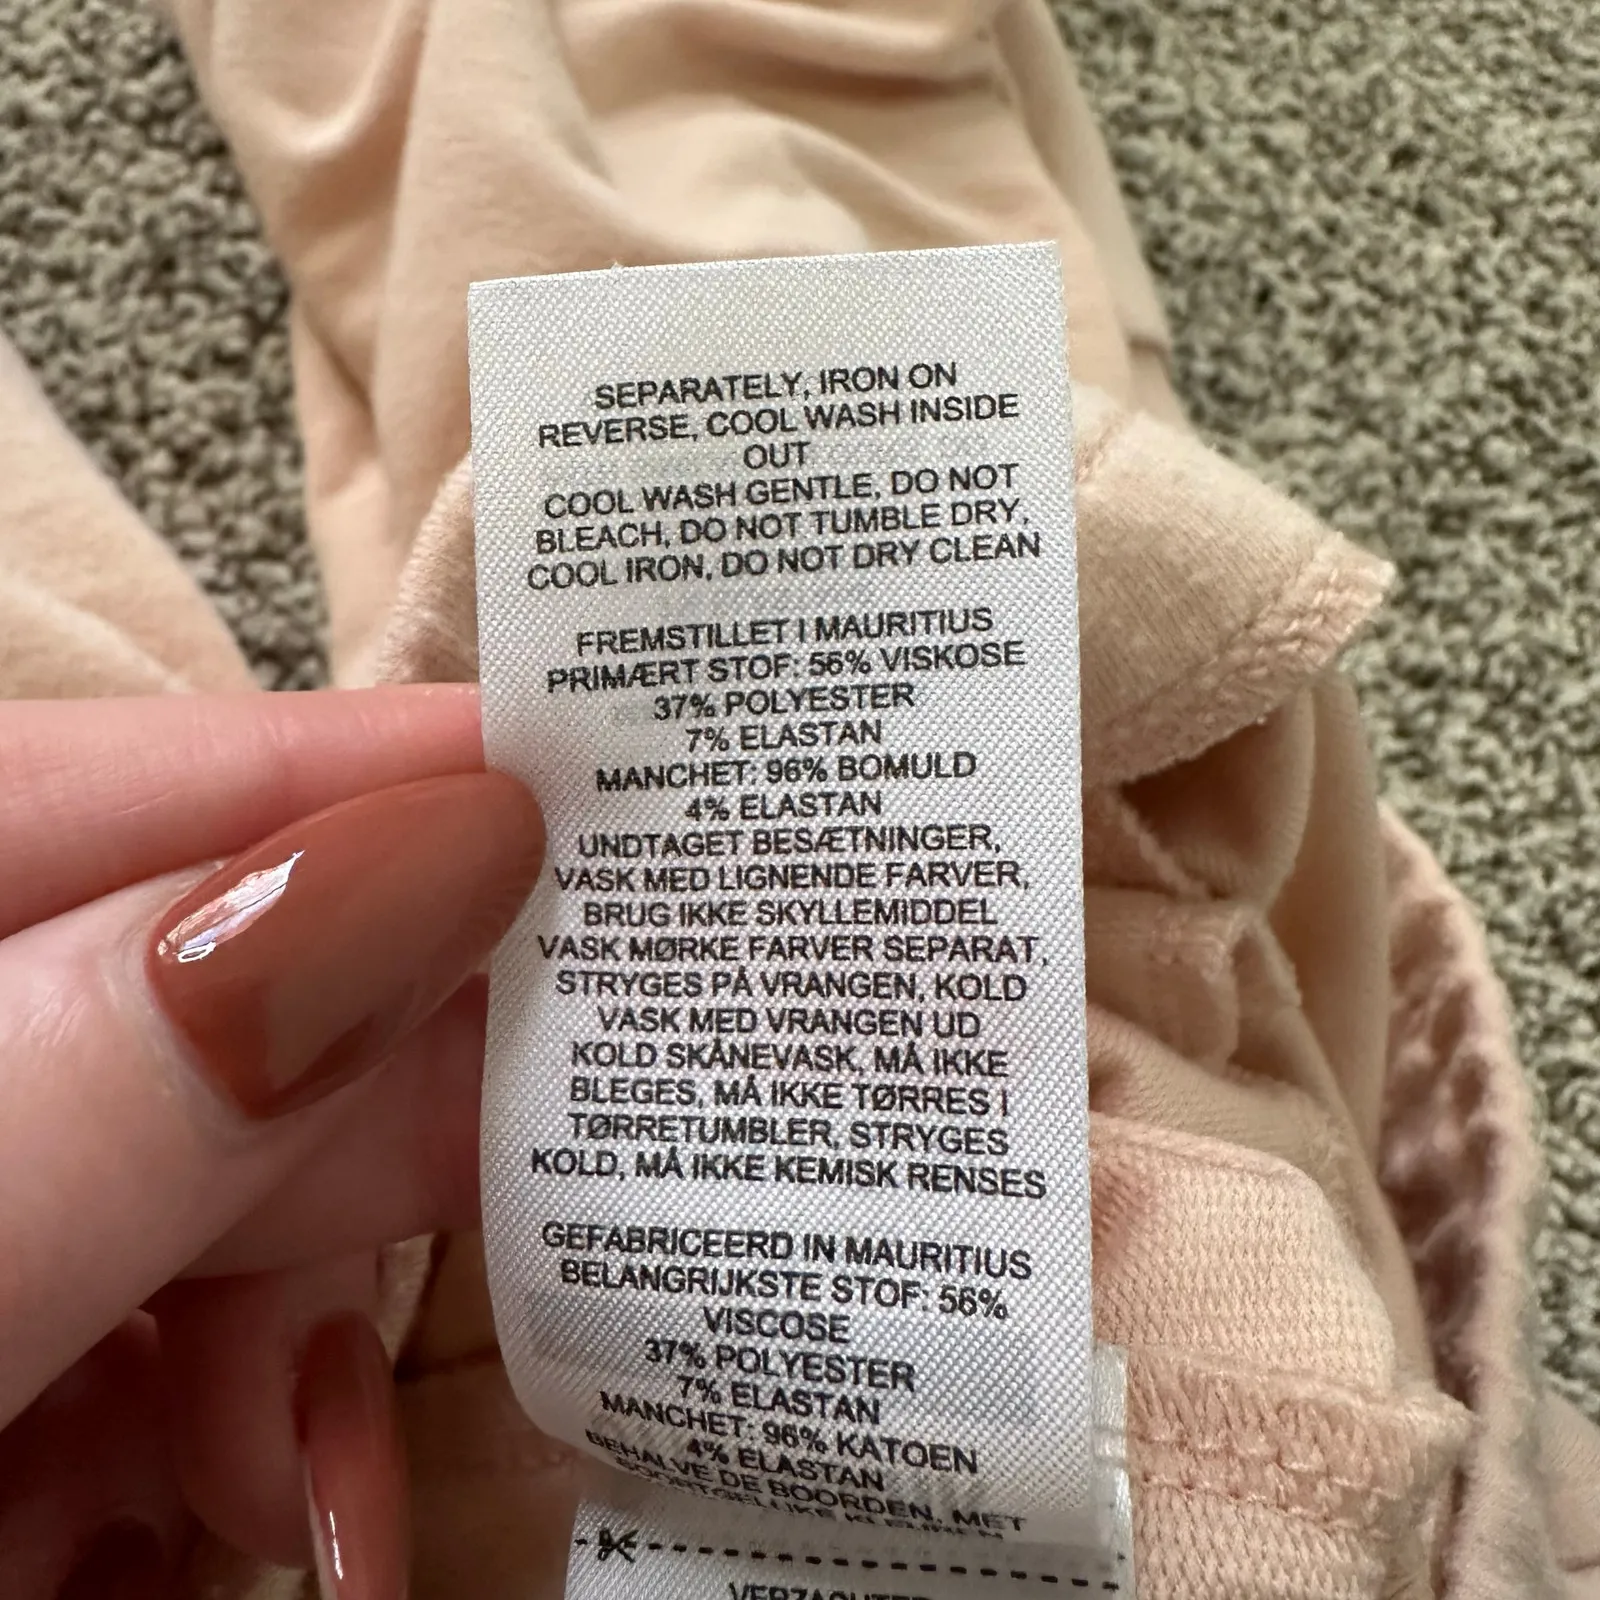 SEPARATELY, IRON ON
REVERSE, COOL WASH INSIDE
OUT
COOL WASH GENTLE, DO NOT
BLEACH, DO NOT TUMBLE DRY,
COOL IRON, DO NOT DRY CLEAN
FREMSTILLET I MAURITIUS
PRIMÆRT STOF: 56% VISKOSE
37% POLYESTER
7% ELASTAN
MANCHET: 96% BOMULD
4% ELASTAN
UNDTAGET BESÆTNINGER,
VASK MED LIGNENDE FARVER,
BRUG IKKE SKYLLEMIDDEL
VASK MØRKE FARVER SEPARAT,
STRYGES PÅ VRANGEN, KOLD
VASK MED VRANGEN UD
KOLD SKÅNEVASK, MÅ IKKE
BLEGES, MÅ IKKE TØRRES I
TØRRETUMBLER, STRYGES
KOLD, MÅ IKKE KEMISK RENSES
GEFABRICEERD IN MAURITIUS
BELANGRIJKSTE STOF: 56%
VISCOSE
37% POLYESTER
7% ELASTAN
MANCHET: 96% KATOEN
4% ELASTAN
BEHALVE DE BOORDEN, MET